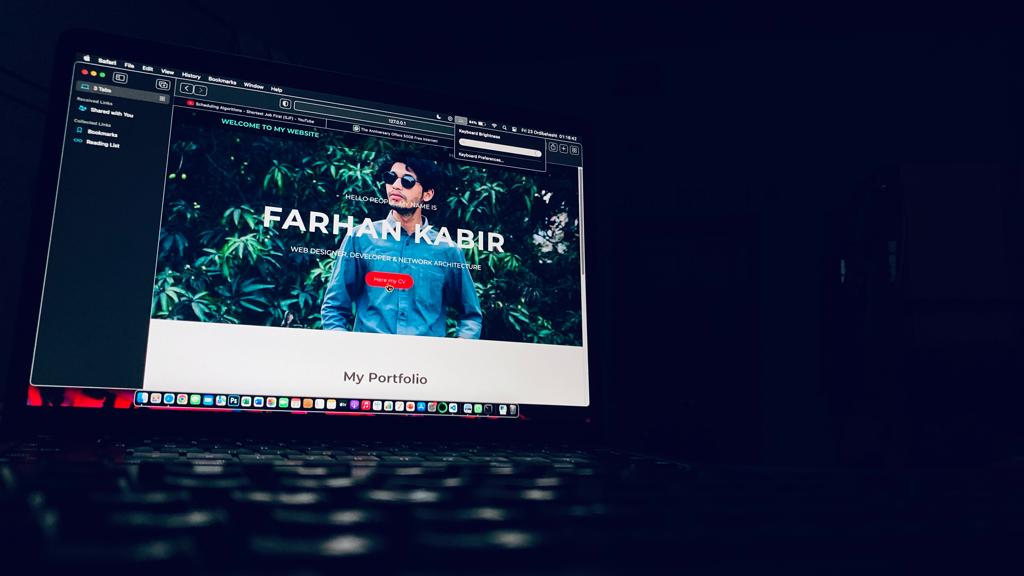 Safari File Edit View History Bookmarks Window Help
Fri 23 Ordibehesht 01:18:42
3 Tabs
Received Links
Shared with You
Collected Links
Bookmarks
Reading List
127.0.0.1
Scheduling Algorithms - Shortest Job First (SJF) - YouTube
The Anniversary Offers 50GB Free Internet!
Keyboard Brightness
Keyboard Preferences...
WELCOME TO MY WEBSITE
HELLO PEOPLE MY NAME IS
FARHAN KABIR
WEB DESIGNER, DEVELOPER & NETWORK ARCHITECTURE
Here my CV
My Portfolio
Ps